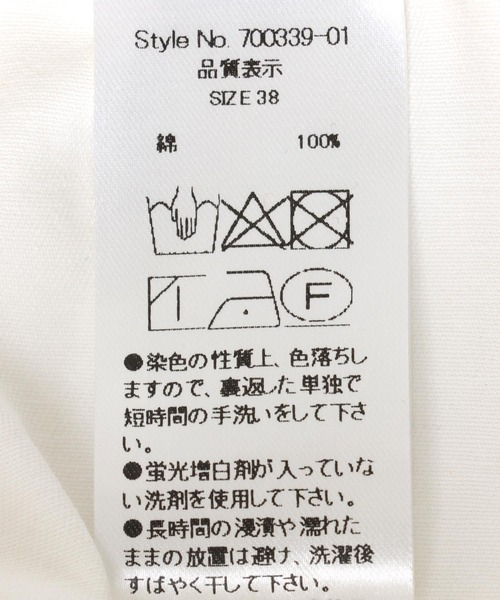 Style No. 700339-01
品質表示
SIZE 38
綿 100%
F
●染色の性質上、色落ちし
ますので、裏返した単独で
短時間の手洗いをして下さ
い。
●蛍光増白剤が入っていな
い洗剤を使用して下さい。
●長時間の浸漬や濡れた
ままの放置は避け、洗濯後
すばやく干して下さい。